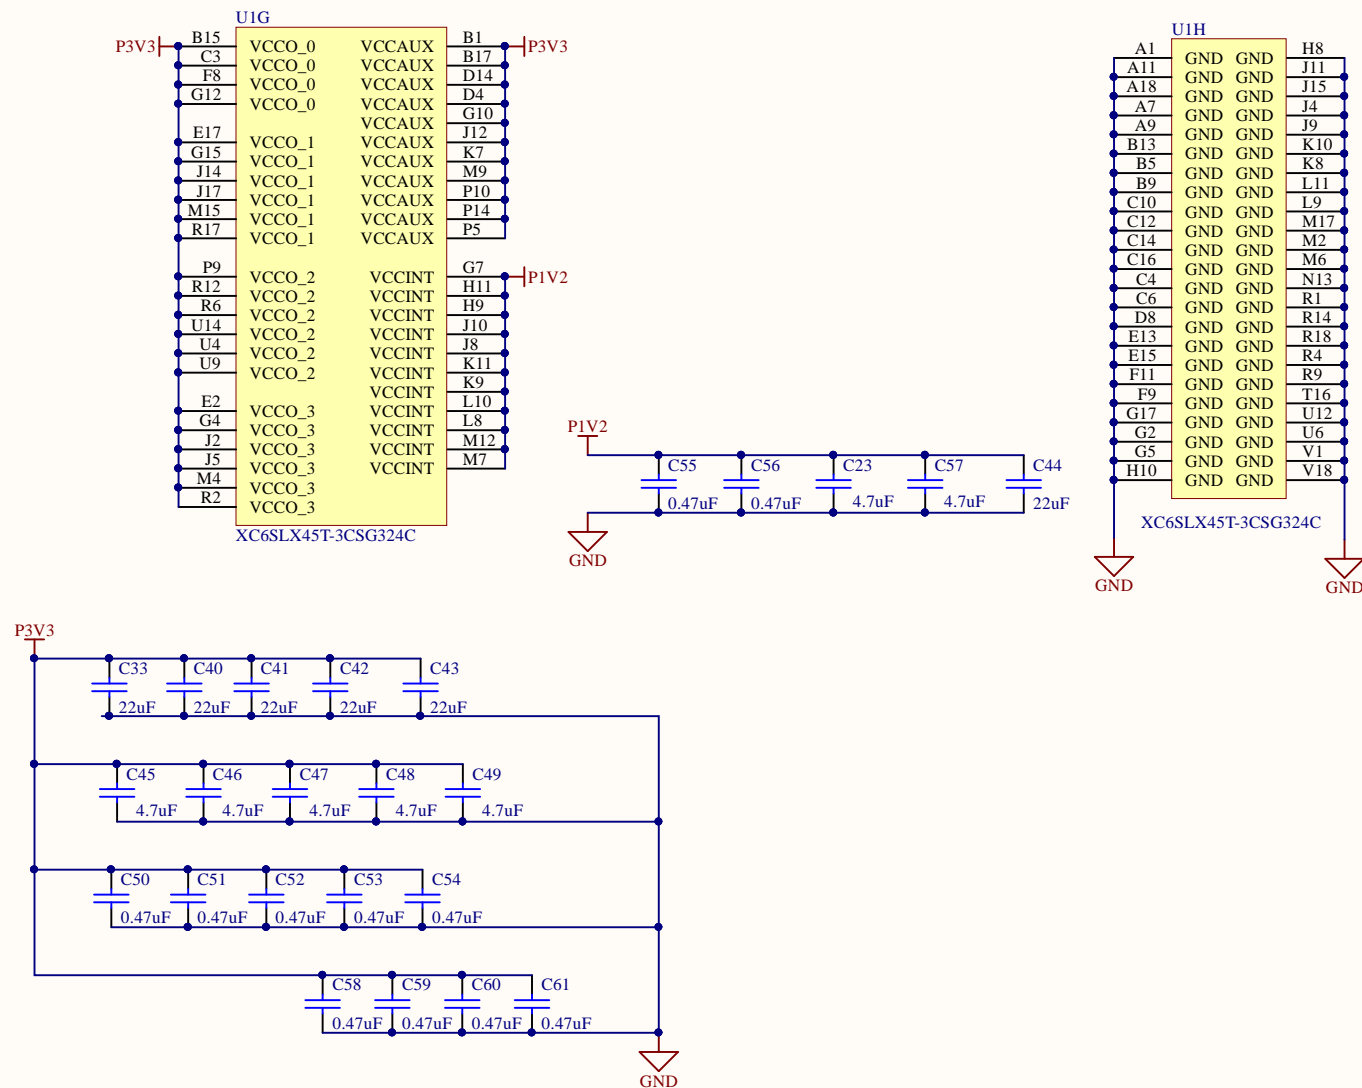 U1G
P3V3 B15 VCCO_0 VCCAUX B1 P3V3
C3 VCCO_0 VCCAUX B17
F8 VCCO_0 VCCAUX D14
G12 VCCO_0 VCCAUX D4
VCCAUX G10
E17 VCCO_1 VCCAUX J12
G15 VCCO_1 VCCAUX K7
J14 VCCO_1 VCCAUX M9
J17 VCCO_1 VCCAUX P10
M15 VCCO_1 VCCAUX P14
R17 VCCO_1 VCCAUX P5
P9 VCCO_2 VCCINT G7 P1V2
R12 VCCO_2 VCCINT H11
R6 VCCO_2 VCCINT H9
U14 VCCO_2 VCCINT J10
U4 VCCO_2 VCCINT J8
U9 VCCO_2 VCCINT K11
VCCINT K9
E2 VCCO_3 VCCINT L10
G4 VCCO_3 VCCINT L8
J2 VCCO_3 VCCINT M12
J5 VCCO_3 VCCINT M7
M4 VCCO_3
R2 VCCO_3
XC6SLX45T-3CSG324C
U1H
A1 GND GND H8
A11 GND GND J11
A18 GND GND J15
A7 GND GND J4
A9 GND GND J9
B13 GND GND K10
B5 GND GND K8
B9 GND GND L11
C10 GND GND L9
C12 GND GND M17
C14 GND GND M2
C16 GND GND M6
C4 GND GND N13
C6 GND GND R1
D8 GND GND R14
E13 GND GND R18
E15 GND GND R4
F11 GND GND R9
F9 GND GND T16
G17 GND GND U12
G2 GND GND U6
G5 GND GND V1
H10 GND GND V18
XC6SLX45T-3CSG324C
GND GND
P1V2
C55 C56 C23 C57 C44
0.47uF 0.47uF 4.7uF 4.7uF 22uF
GND
P3V3
C33 C40 C41 C42 C43
22uF 22uF 22uF 22uF 22uF
C45 C46 C47 C48 C49
4.7uF 4.7uF 4.7uF 4.7uF 4.7uF
C50 C51 C52 C53 C54
0.47uF 0.47uF 0.47uF 0.47uF 0.47uF
C58 C59 C60 C61
0.47uF 0.47uF 0.47uF 0.47uF
GND